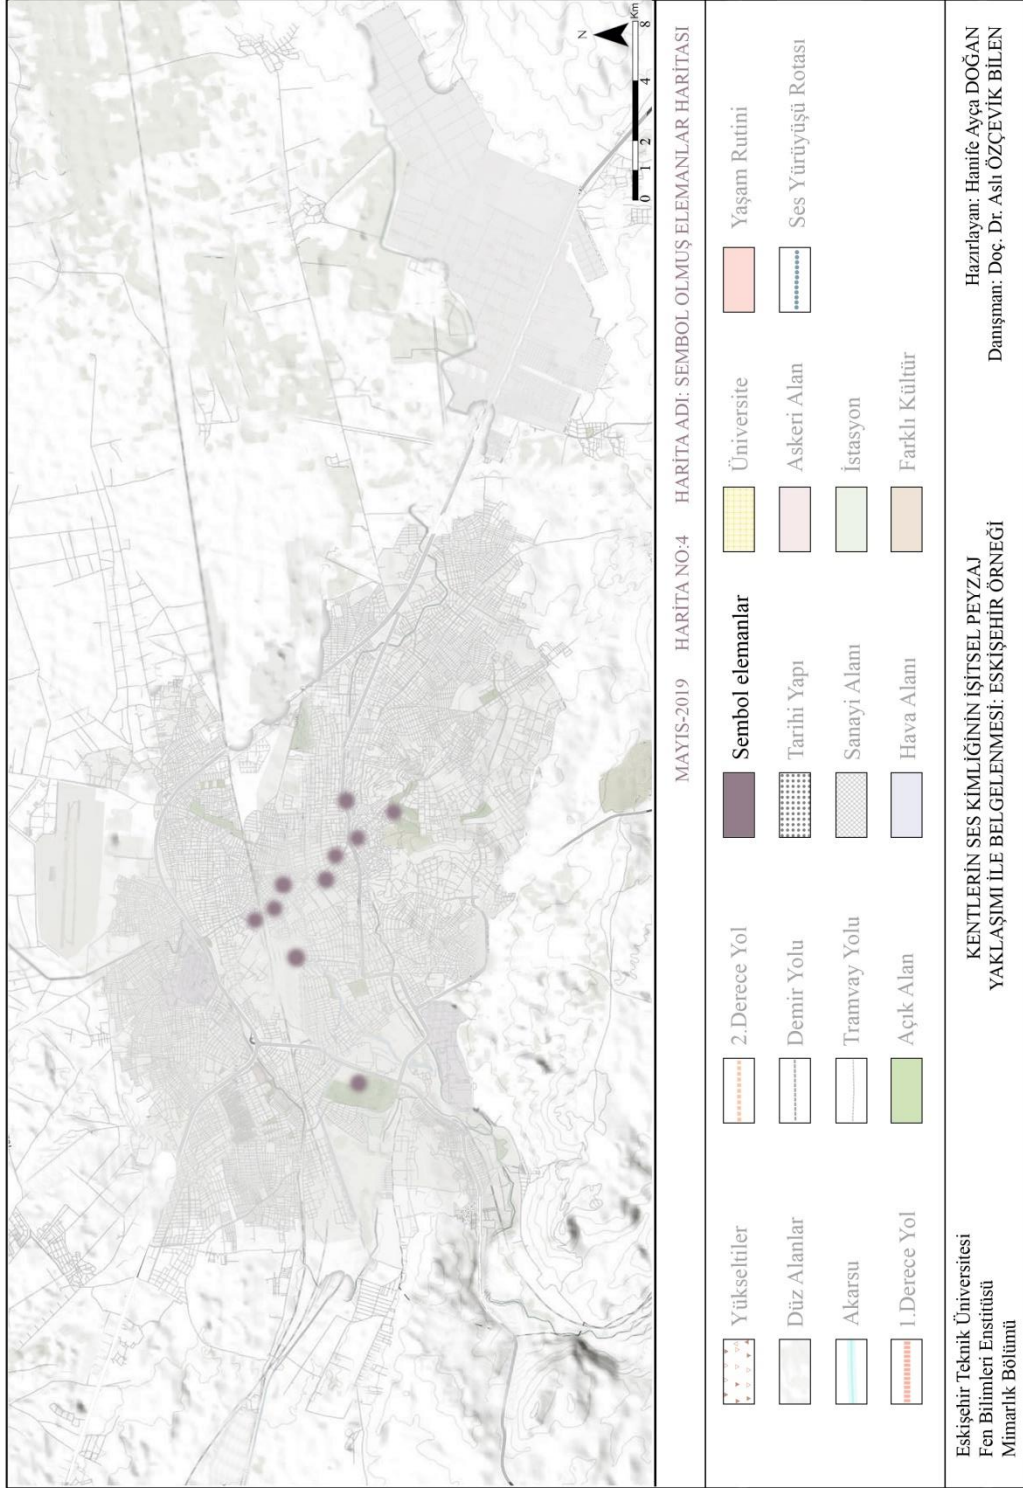 N
Km
0 1 2 4 8
MAYIS-2019 HARİTA NO:4 HARİTA ADI: SEMBOL OLMUŞ ELEMANLAR HARİTASI
Yükseltiler
Düz Alanlar
Akarsu
1.Derece Yol
2.Derece Yol
Demir Yolu
Tramvay Yolu
Açık Alan
Sembol elemanlar
Tarihi Yapı
Sanayi Alanı
Hava Alanı
Üniversite
Askeri Alan
İstasyon
Farklı Kültür
Yaşam Rutini
Ses Yürüyüşü Rotası
Eskişehir Teknik Üniversitesi
Fen Bilimleri Enstitüsü
Mimarlık Bölümü
KENTLERİN SES KİMLİĞİNİN İŞİTSEL PEYZAJ
YAKLAŞIMI İLE BELGELENMESİ: ESKİŞEHİR ÖRNEĞİ
Hazırlayan: Hanife Ayça DOĞAN
Danışman: Doç. Dr. Aslı ÖZÇEVİK BİLEN